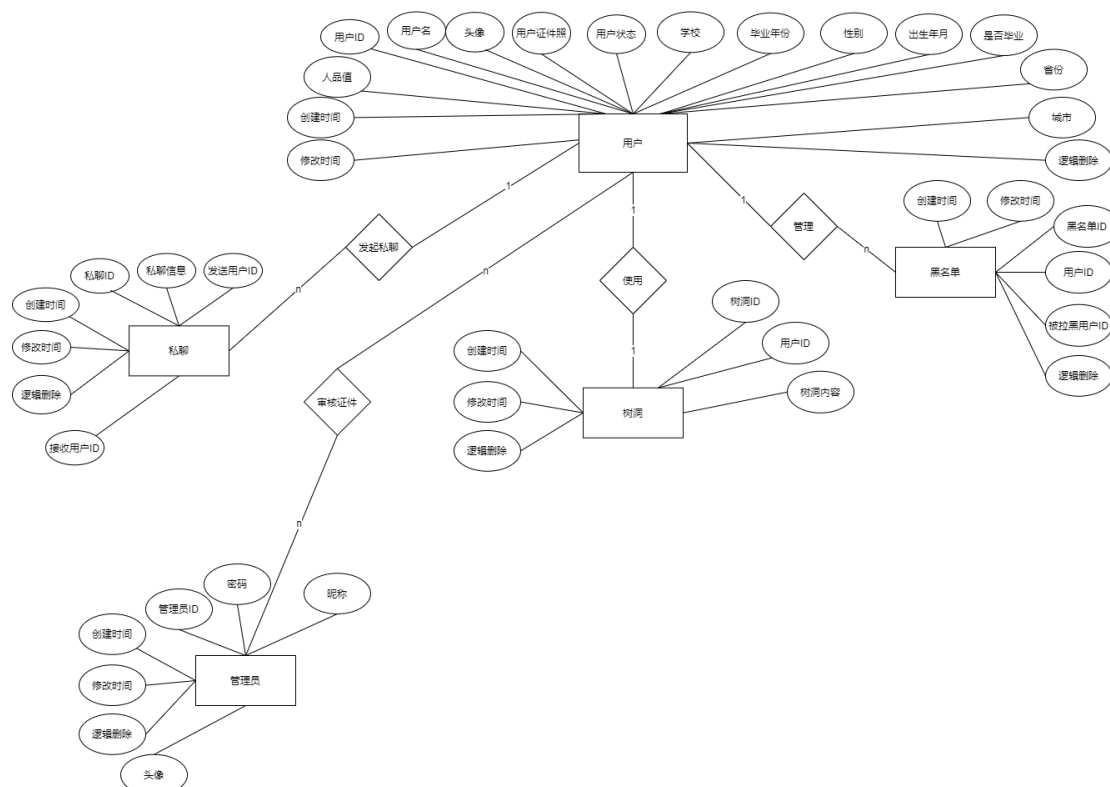 用户ID
用户名
头像
用户证件照
用户状态
学校
毕业年份
性别
出生年月
是否毕业
省份
人品值
创建时间
修改时间
用户
城市
逻辑删除
1
1
1
n
发起私聊
n
使用
1
管理
n
创建时间
修改时间
黑名单ID
用户ID
被拉黑用户ID
逻辑删除
黑名单
私聊ID
私聊信息
发送用户ID
创建时间
修改时间
逻辑删除
接收用户ID
私聊
审核证件
n
树洞ID
用户ID
树洞内容
创建时间
修改时间
逻辑删除
树洞
管理员ID
密码
昵称
创建时间
修改时间
逻辑删除
头像
管理员